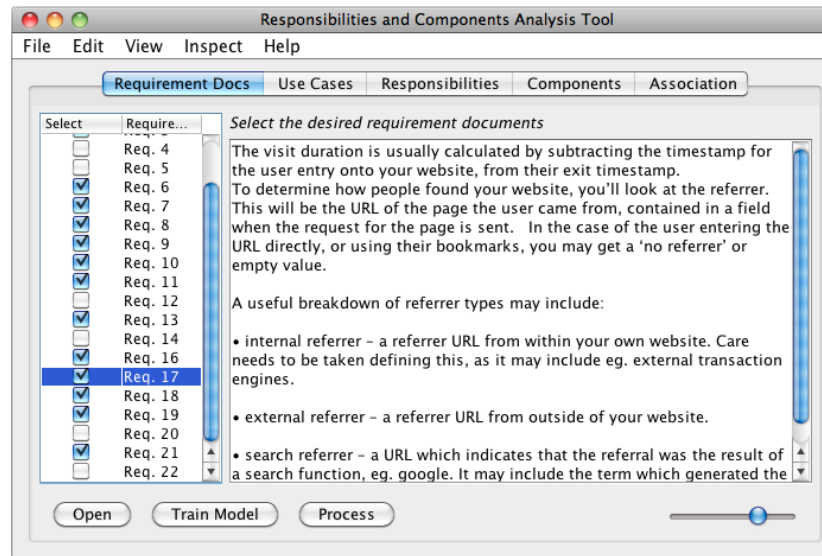 Responsibilities and Components Analysis Tool
File Edit View Inspect Help
Requirement Docs Use Cases Responsibilities Components Association
Select Require... Select the desired requirement documents
Req. 4
Req. 5
Req. 6
Req. 7
Req. 8
Req. 9
Req. 10
Req. 11
Req. 12
Req. 13
Req. 14
Req. 16
Req. 17
Req. 18
Req. 19
Req. 20
Req. 21
Req. 22
The visit duration is usually calculated by subtracting the timestamp for
the user entry onto your website, from their exit timestamp.
To determine how people found your website, you'll look at the referrer.
This will be the URL of the page the user came from, contained in a field
when the request for the page is sent. In the case of the user entering the
URL directly, or using their bookmarks, you may get a 'no referrer' or
empty value.
A useful breakdown of referrer types may include:
• internal referrer – a referrer URL from within your own website. Care
needs to be taken defining this, as it may include eg. external transaction
engines.
• external referrer – a referrer URL from outside of your website.
• search referrer – a URL which indicates that the referral was the result of
a search function, eg. google. It may include the term which generated the
Open Train Model Process